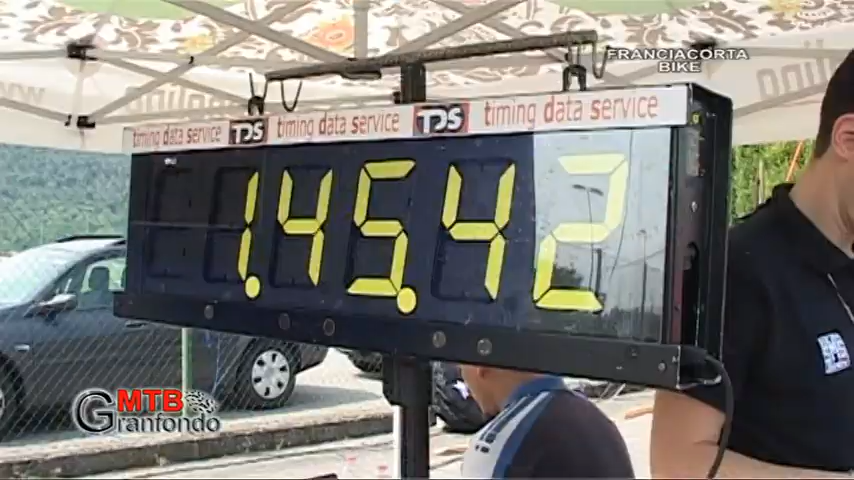 FRANCIACORTA
BIKE
timing data service TDS timing data service TDS timing data service
1.45.42
MTB
Granfondo